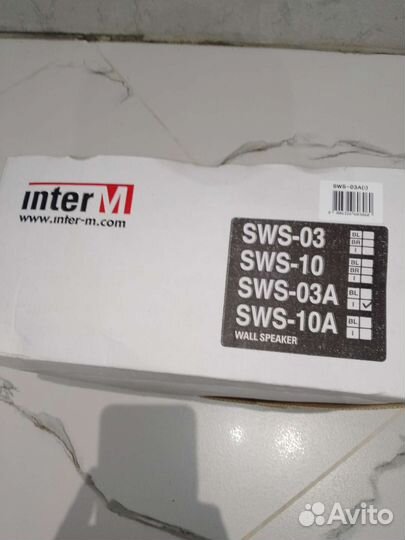 inter M
www.inter-m.com
SWS-03A(I)
SWS-03 BL
BR
I
SWS-10 BL
BR
I
SWS-03A BL
I ✓
SWS-10A BL
I
WALL SPEAKER
Avito